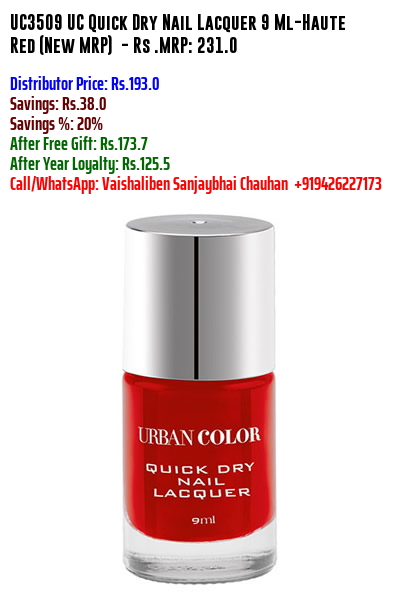 UC3509 UC Quick Dry Nail Lacquer 9 Ml-Haute
Red (New MRP) - Rs .MRP: 231.0
Distributor Price: Rs.193.0
Savings: Rs.38.0
Savings %: 20%
After Free Gift: Rs.173.7
After Year Loyalty: Rs.125.5
Call/WhatsApp: Vaishaliben Sanjaybhai Chauhan +919426227173
URBAN COLOR
QUICK DRY
NAIL
LACQUER
9ml